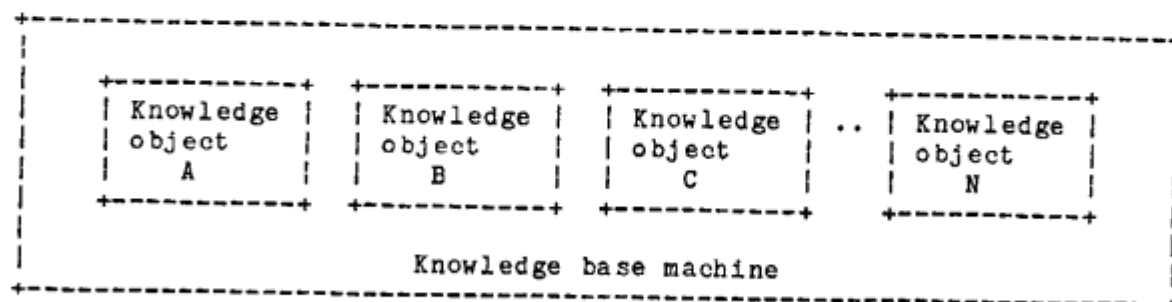 Knowledge Knowledge Knowledge .. Knowledge
object object object object
A B C N
Knowledge base machine